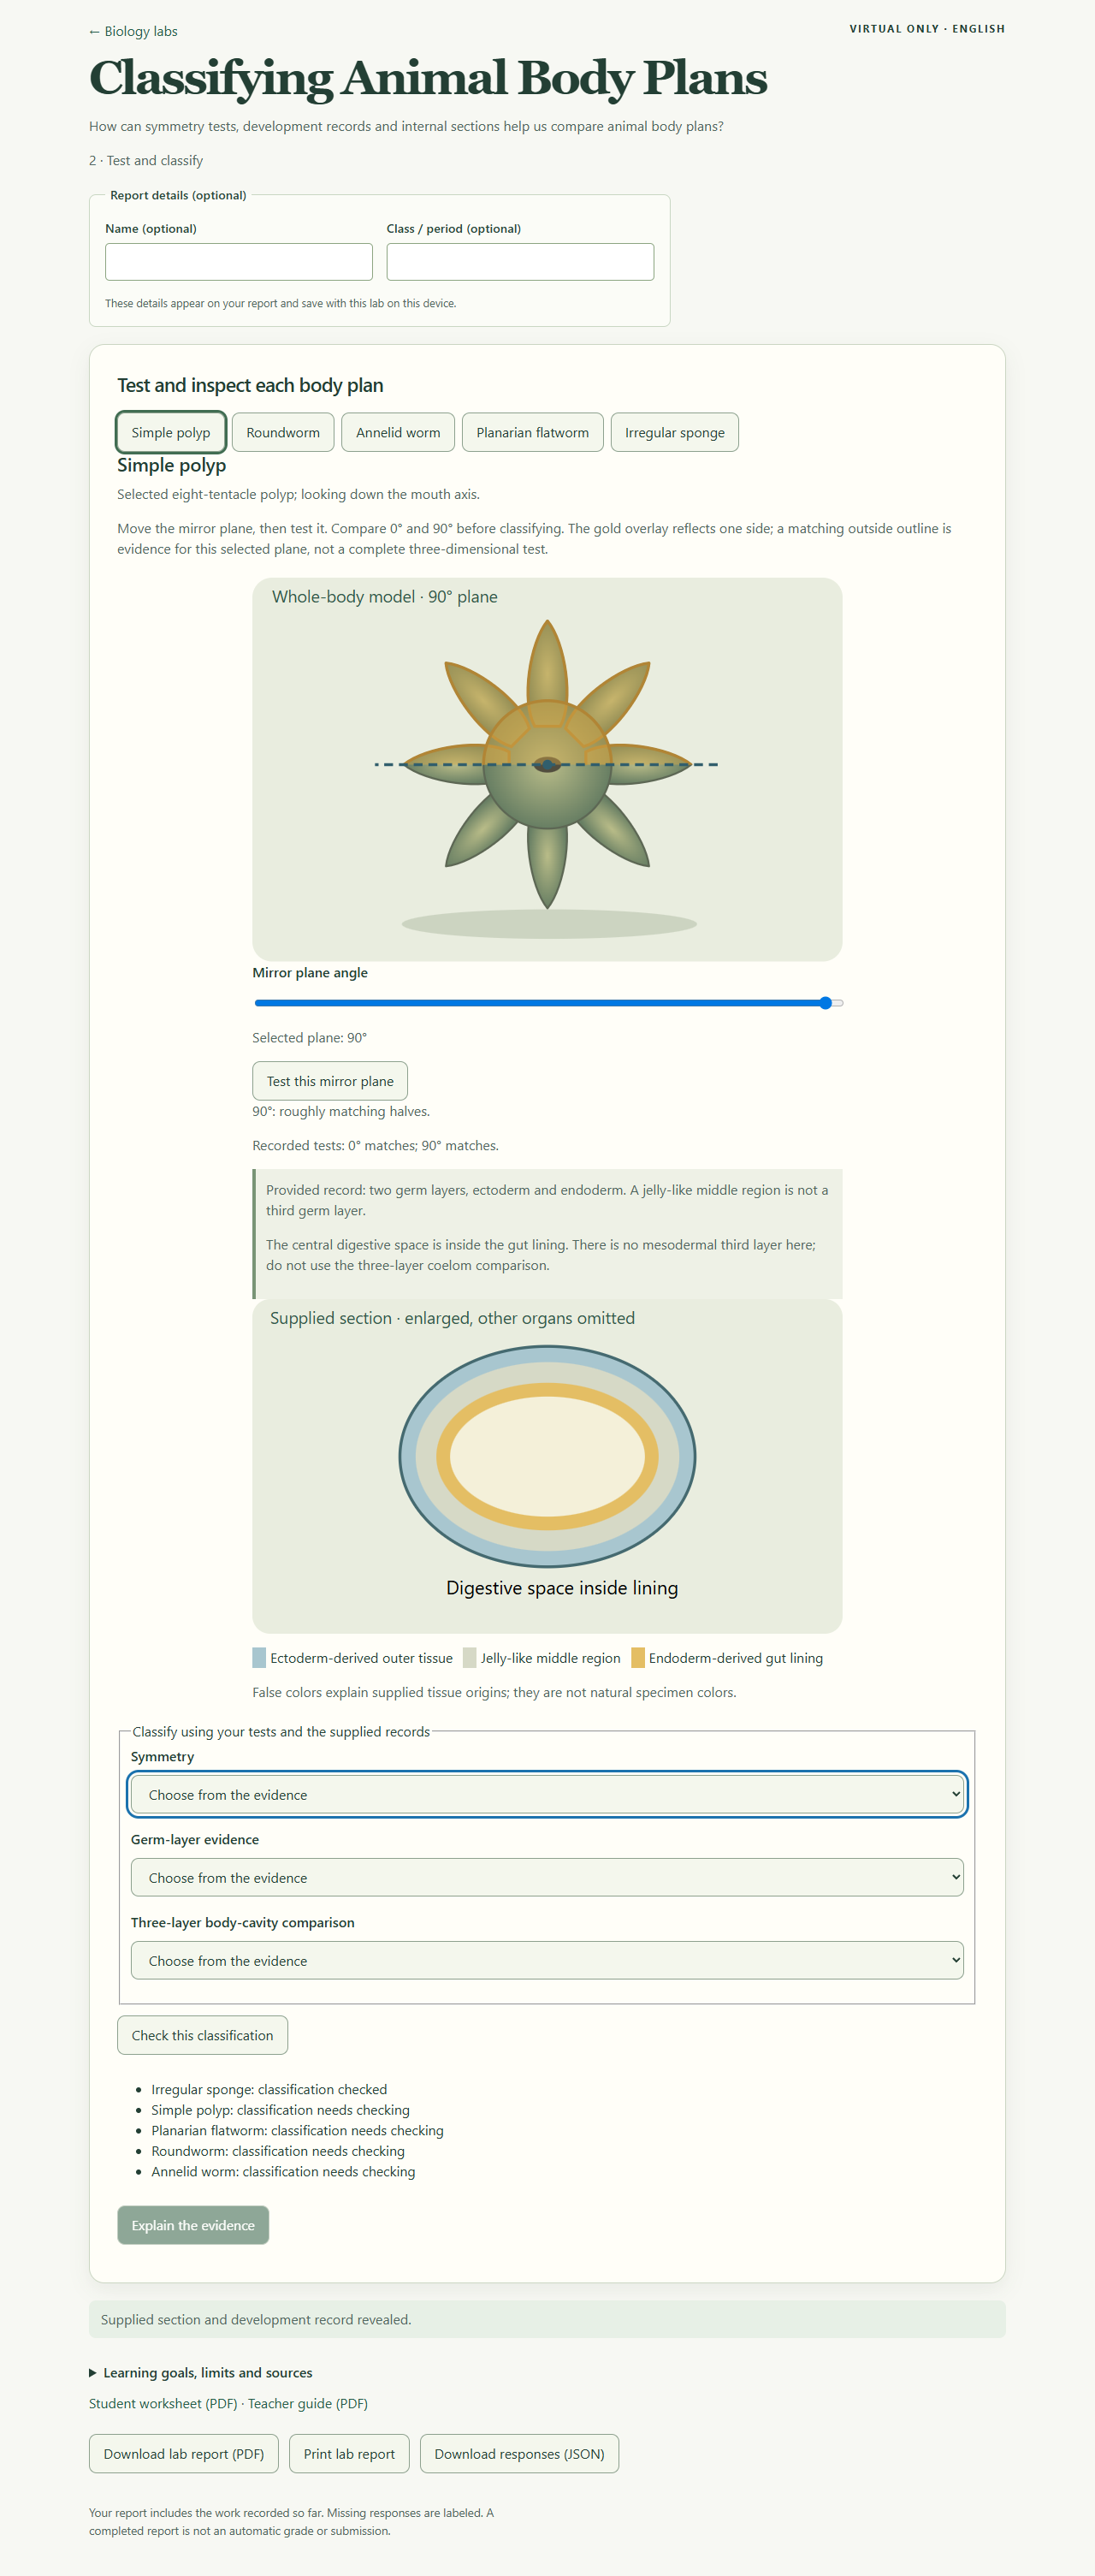 ← Biology labs
VIRTUAL ONLY · ENGLISH
Classifying Animal Body Plans
How can symmetry tests, development records and internal sections help us compare animal body plans?
2 · Test and classify
Report details (optional)
Name (optional)
Class / period (optional)
These details appear on your report and save with this lab on this device.
Test and inspect each body plan
Simple polyp
Roundworm
Annelid worm
Planarian flatworm
Irregular sponge
Simple polyp
Selected eight-tentacle polyp; looking down the mouth axis.
Move the mirror plane, then test it. Compare 0° and 90° before classifying. The gold overlay reflects one side; a matching outside outline is
evidence for this selected plane, not a complete three-dimensional test.
Whole-body model · 90° plane
Mirror plane angle
Selected plane: 90°
Test this mirror plane
90°: roughly matching halves.
Recorded tests: 0° matches; 90° matches.
Provided record: two germ layers, ectoderm and endoderm. A jelly-like middle region is not a
third germ layer.
The central digestive space is inside the gut lining. There is no mesodermal third layer here;
do not use the three-layer coelom comparison.
Supplied section · enlarged, other organs omitted
Digestive space inside lining
Ectoderm-derived outer tissue
Jelly-like middle region
Endoderm-derived gut lining
False colors explain supplied tissue origins; they are not natural specimen colors.
Classify using your tests and the supplied records
Symmetry
Choose from the evidence
Germ-layer evidence
Choose from the evidence
Three-layer body-cavity comparison
Choose from the evidence
Check this classification
• Irregular sponge: classification checked
• Simple polyp: classification needs checking
• Planarian flatworm: classification needs checking
• Roundworm: classification needs checking
• Annelid worm: classification needs checking
Explain the evidence
Supplied section and development record revealed.
▶ Learning goals, limits and sources
Student worksheet (PDF) · Teacher guide (PDF)
Download lab report (PDF)
Print lab report
Download responses (JSON)
Your report includes the work recorded so far. Missing responses are labeled. A
completed report is not an automatic grade or submission.